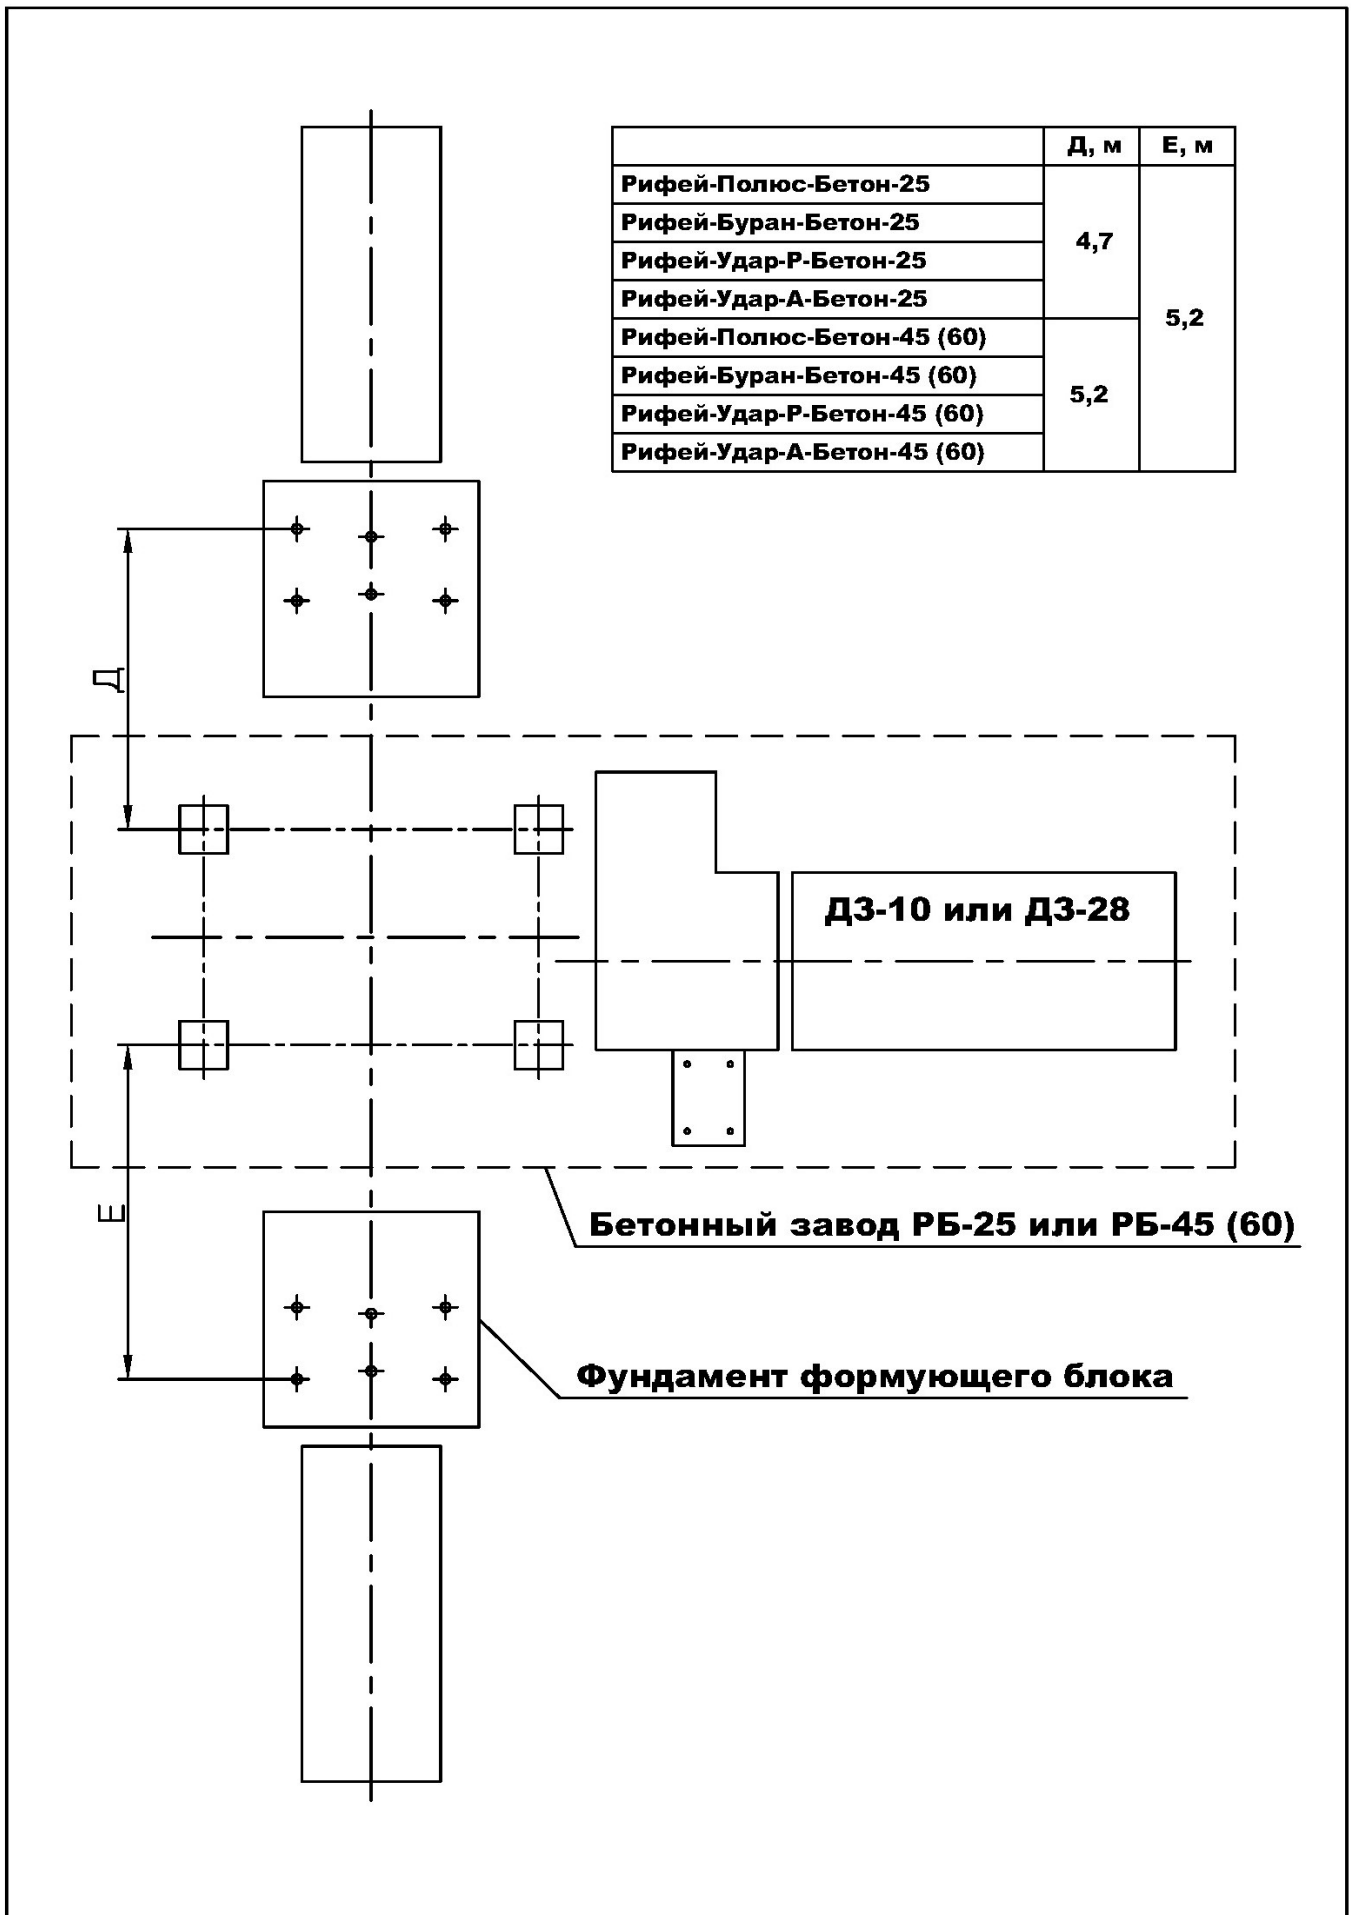 Д, м Е, м
Рифей-Полюс-Бетон-25
Рифей-Буран-Бетон-25
Рифей-Удар-Р-Бетон-25
Рифей-Удар-А-Бетон-25
4,7
Рифей-Полюс-Бетон-45 (60)
Рифей-Буран-Бетон-45 (60)
Рифей-Удар-Р-Бетон-45 (60)
Рифей-Удар-А-Бетон-45 (60)
5,2
5,2
Д
ДЗ-10 или ДЗ-28
Е
Бетонный завод РБ-25 или РБ-45 (60)
Фундамент формующего блока